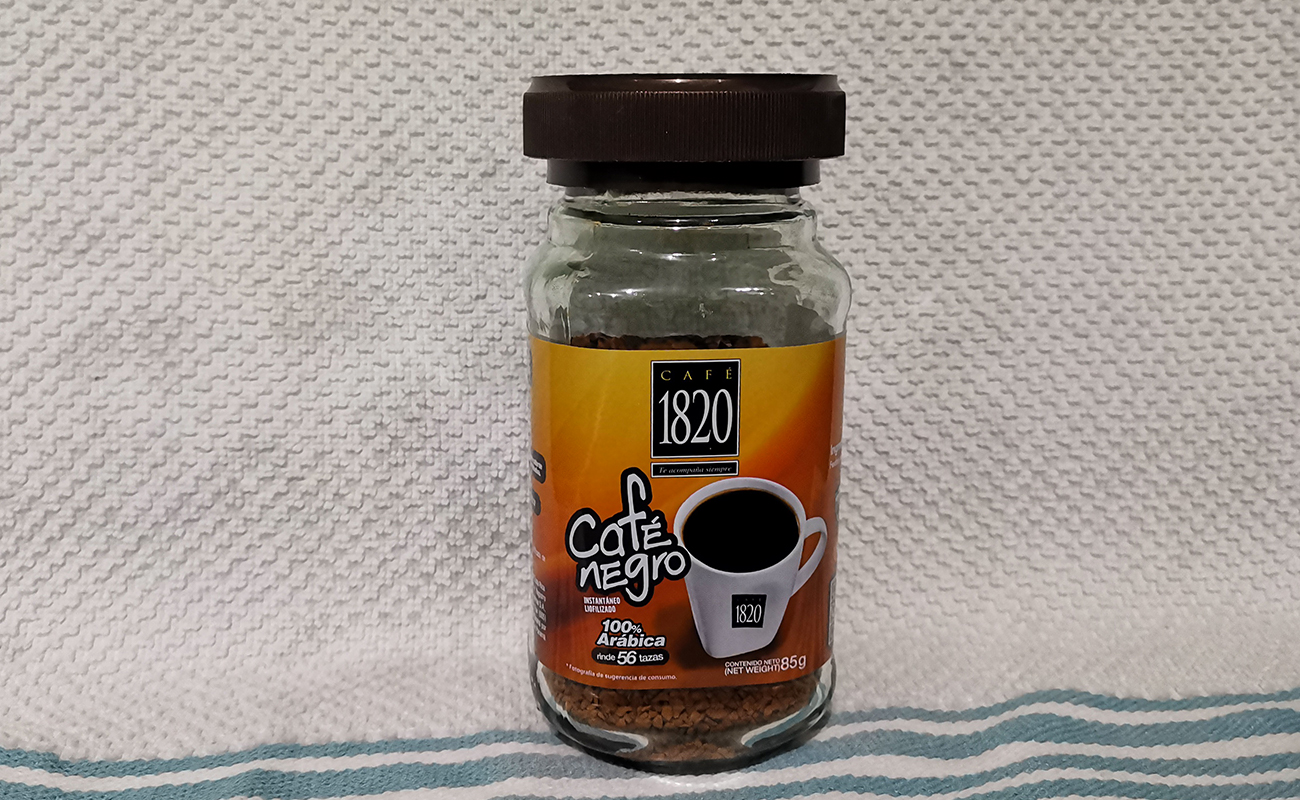 CAFÉ
1820
Te acompaña siempre
café
negro
INSTANTÁNEO
LIOFILIZADO
100%
Arábica
rinde 56 tazas
* Fotografía de sugerencia de consumo.
1820
CONTENIDO NETO
(NET WEIGHT) 85g